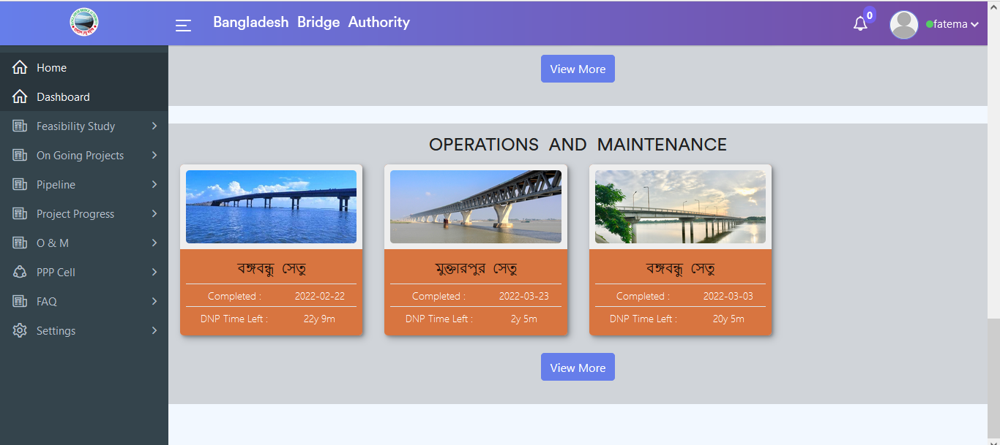 Bangladesh Bridge Authority
0
fatema
Home
Dashboard
Feasibility Study
On Going Projects
Pipeline
Project Progress
O & M
PPP Cell
FAQ
Settings
View More
OPERATIONS AND MAINTENANCE
বঙ্গবন্ধু সেতু
Completed : 2022-02-22
DNP Time Left : 22y 9m
মুক্তারপুর সেতু
Completed : 2022-03-23
DNP Time Left : 2y 5m
বঙ্গবন্ধু সেতু
Completed : 2022-03-03
DNP Time Left : 20y 5m
View More